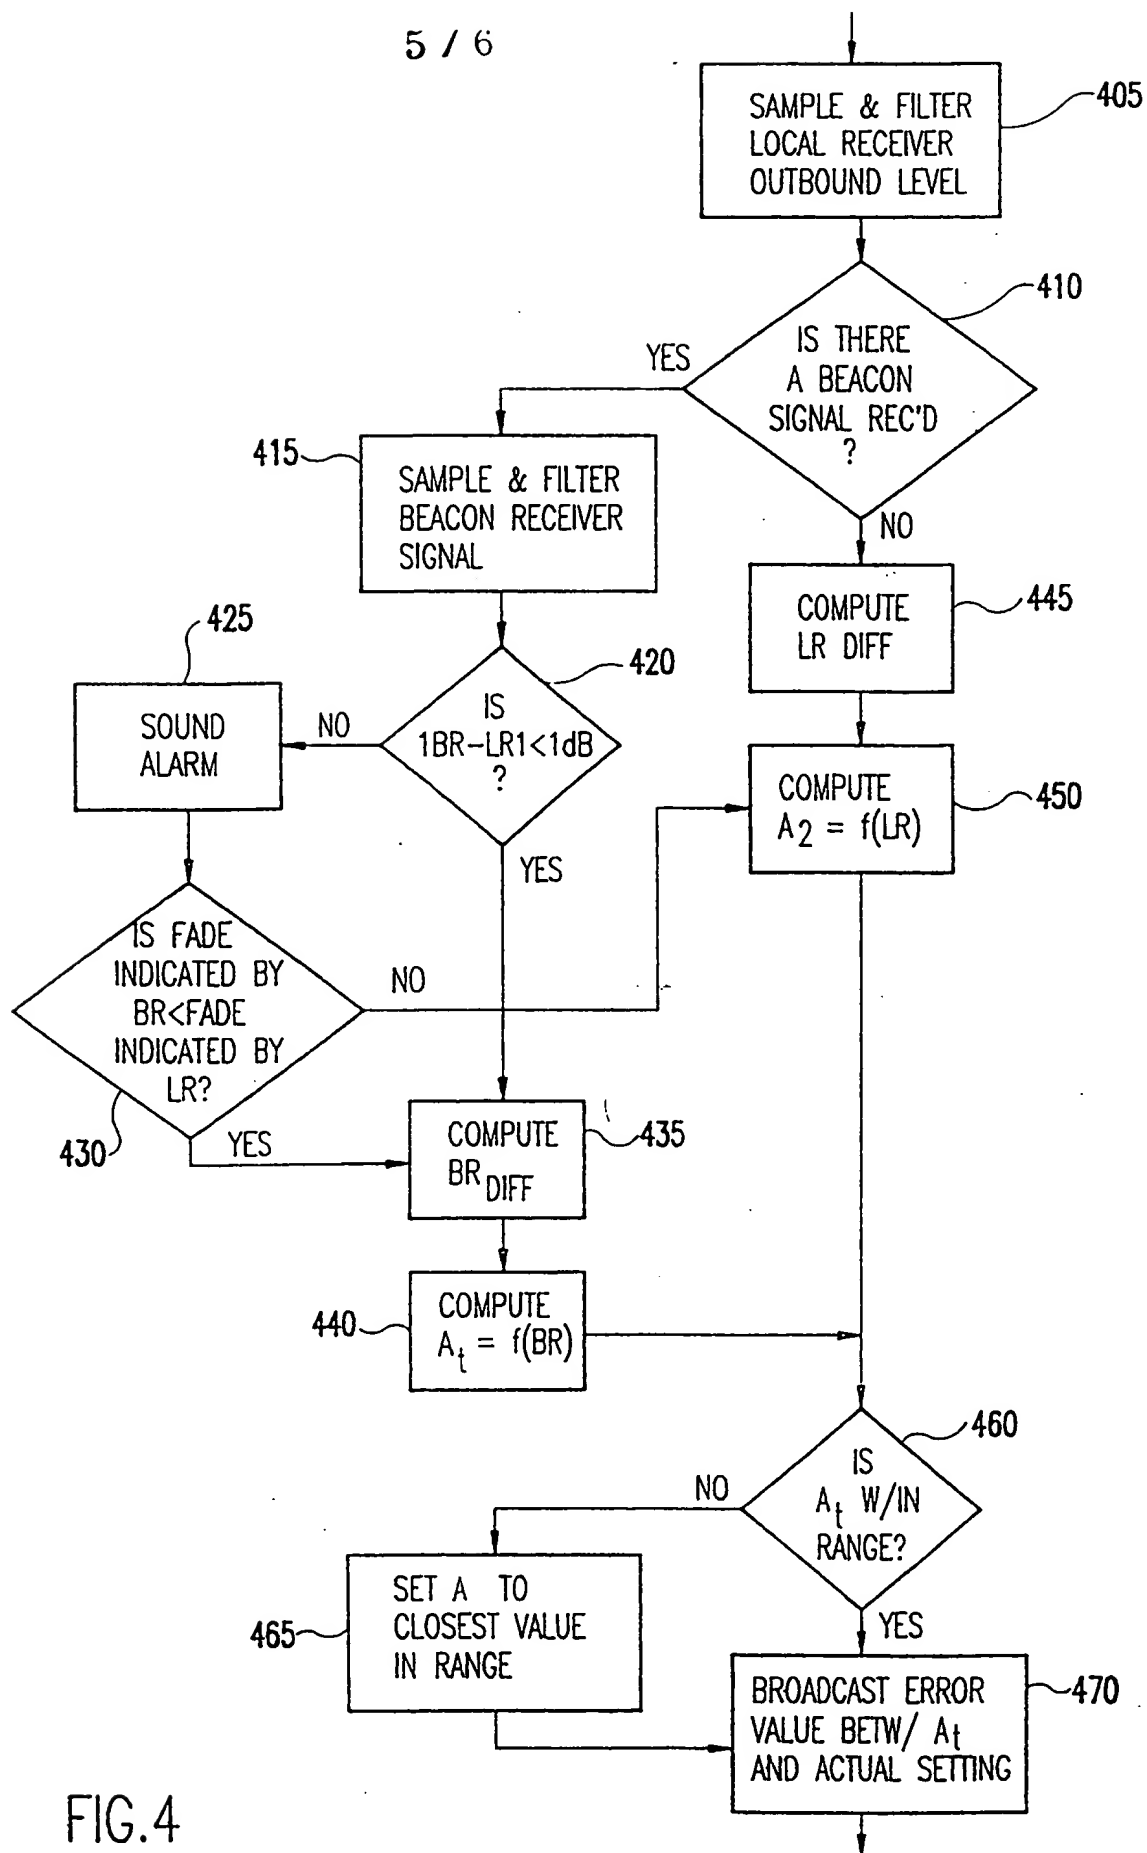 5 / 6
SAMPLE & FILTER
LOCAL RECEIVER
OUTBOUND LEVEL
405
IS THERE
A BEACON
SIGNAL REC'D
?
410
YES
NO
SAMPLE & FILTER
BEACON RECEIVER
SIGNAL
415
COMPUTE
LR DIFF
445
IS
1BR-LR1<1dB
?
420
NO
YES
SOUND
ALARM
425
COMPUTE
A2 = f(LR)
450
IS FADE
INDICATED BY
BR<FADE
INDICATED BY
LR?
430
NO
YES
COMPUTE
BR DIFF
435
COMPUTE
At = f(BR)
440
IS
At W/IN
RANGE?
460
NO
YES
SET A TO
CLOSEST VALUE
IN RANGE
465
BROADCAST ERROR
VALUE BETW/ At
AND ACTUAL SETTING
470
FIG.4